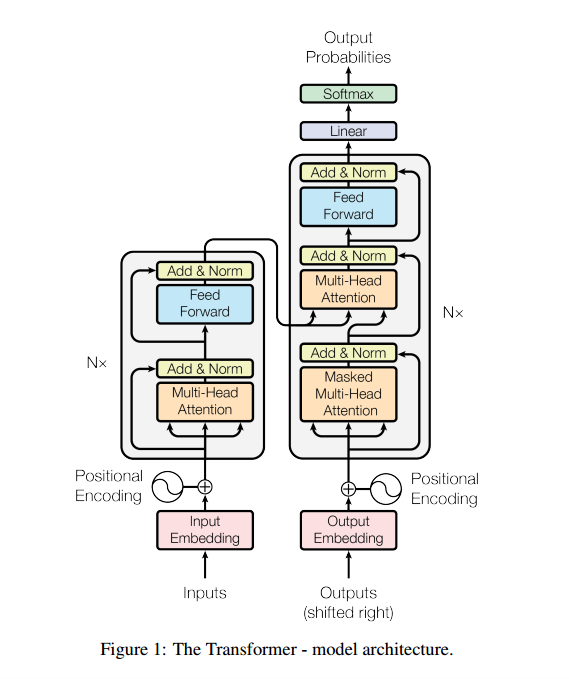 Output
Probabilities
Softmax
Linear
Add & Norm
Feed
Forward
Add & Norm
Multi-Head
Attention
Add & Norm
Masked
Multi-Head
Attention
N×
Add & Norm
Feed
Forward
Add & Norm
Multi-Head
Attention
N×
Positional
Encoding
Positional
Encoding
Input
Embedding
Output
Embedding
Inputs
Outputs
(shifted right)
Figure 1: The Transformer - model architecture.